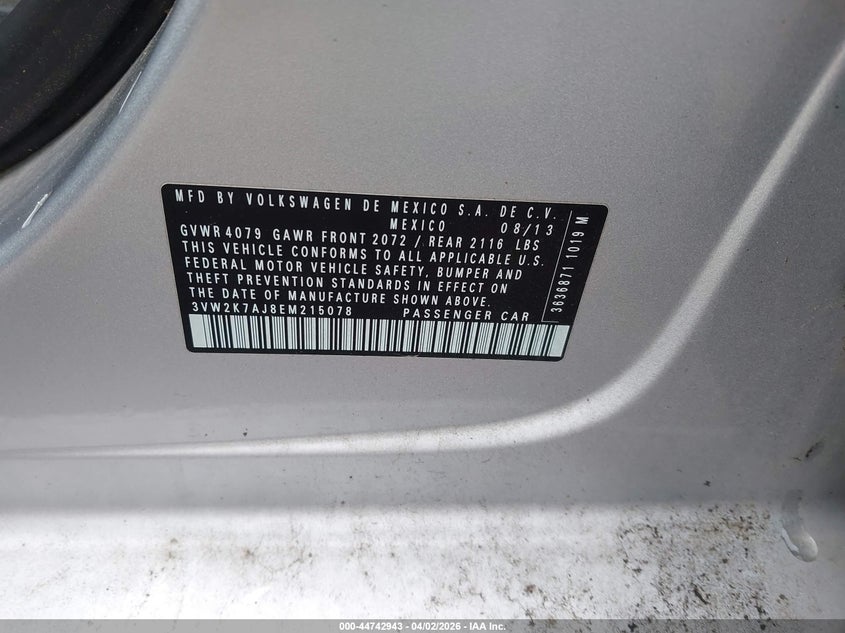 MFD BY VOLKSWAGEN DE MEXICO S.A. DE C.V.
MEXICO 08/13
GVWR 4079 GAWR FRONT 2072 / REAR 2116 LBS
THIS VEHICLE CONFORMS TO ALL APPLICABLE U.S.
FEDERAL MOTOR VEHICLE SAFETY, BUMPER AND
THEFT PREVENTION STANDARDS IN EFFECT ON
THE DATE OF MANUFACTURE SHOWN ABOVE.
3VW2K7AJ8EM215078 PASSENGER CAR
3636871 1019 M
000-44742943 - 04/02/2026 - IAA Inc.